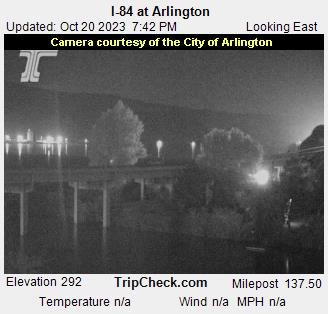 I-84 at Arlington
Updated: Oct 20 2023 7:42 PM Looking East
Camera courtesy of the City of Arlington
Elevation 292 TripCheck.com Milepost 137.50
Temperature n/a Wind n/a MPH n/a